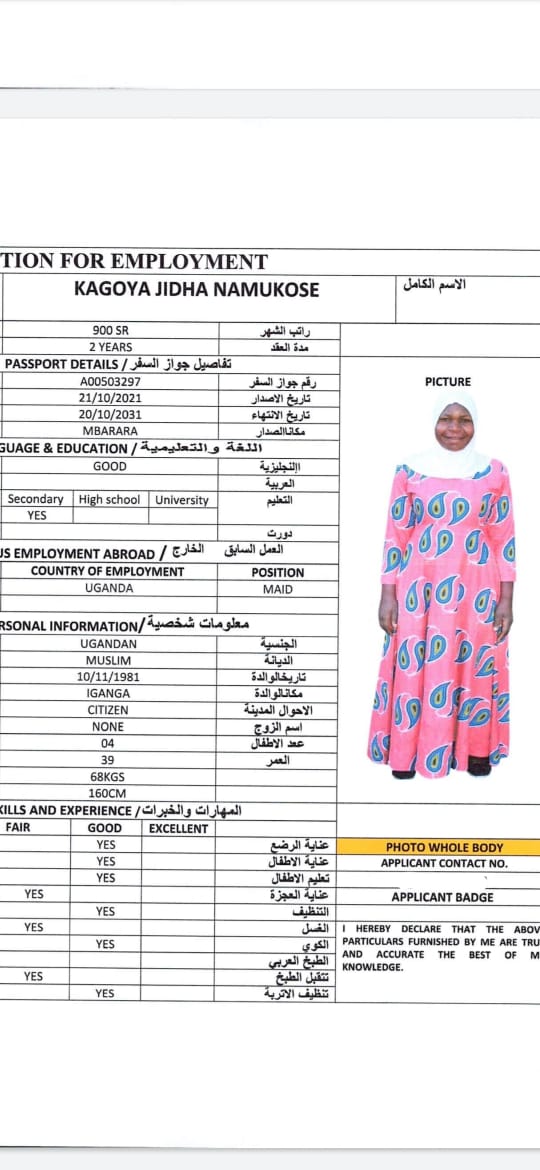 TION FOR EMPLOYMENT
KAGOYA JIDHA NAMUKOSE الاسم الكامل
900 SR راتب الشهر
2 YEARS مدة العقد
PASSPORT DETAILS / تفاصيل جواز السفر
A00503297 رقم جواز السفر
21/10/2021 تاريخ الاصدار
20/10/2031 تاريخ الانتهاء
MBARARA مكاناالصدار
PICTURE
GUAGE & EDUCATION / اللغة والتعليمية
GOOD االنجليزية
العربية
Secondary High school University التعليم
YES
دورت
US EMPLOYMENT ABROAD / الخارج العمل السابق
COUNTRY OF EMPLOYMENT POSITION
UGANDA MAID
RSONAL INFORMATION/ معلومات شخصية
UGANDAN الجنسية
MUSLIM الديانة
10/11/1981 تاريخالوالدة
IGANGA مكانالوالدة
CITIZEN الاحوال المدينة
NONE اسم الزوج
04 عدد الاطفال
39 العمر
68KGS
160CM
KILLS AND EXPERIENCE / المهارات والخبرات
FAIR GOOD EXCELLENT
YES عناية الرضع
YES عناية الاطفال
YES تعليم الاطفال
YES عناية العجزة
YES التنظيف
YES الغسل
YES الكوي
الطبخ العربي
YES تتقبل الطبخ
YES تنظيف الاتربة
PHOTO WHOLE BODY
APPLICANT CONTACT NO.
APPLICANT BADGE
I HEREBY DECLARE THAT THE ABOV
PARTICULARS FURNISHED BY ME ARE TRU
AND ACCURATE THE BEST OF M
KNOWLEDGE.